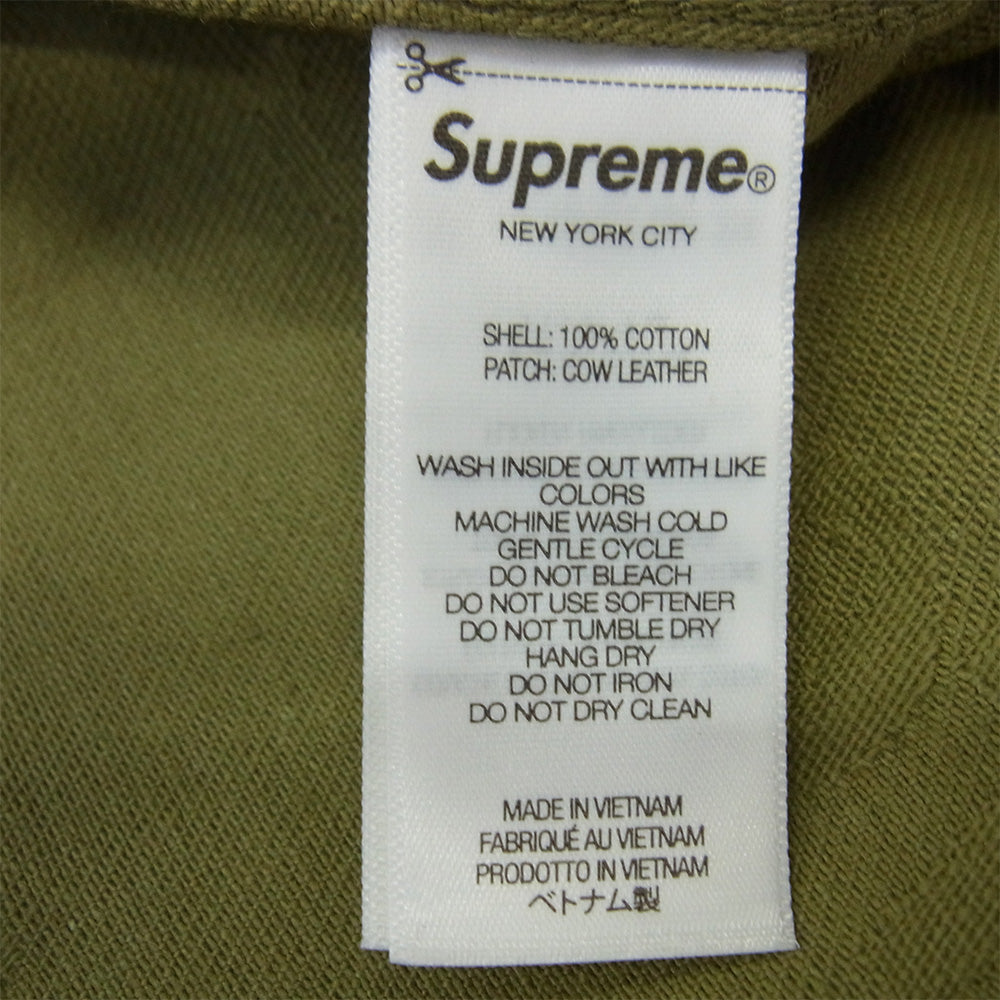 Supreme®
NEW YORK CITY
SHELL: 100% COTTON
PATCH: COW LEATHER
WASH INSIDE OUT WITH LIKE
COLORS
MACHINE WASH COLD
GENTLE CYCLE
DO NOT BLEACH
DO NOT USE SOFTENER
DO NOT TUMBLE DRY
HANG DRY
DO NOT IRON
DO NOT DRY CLEAN
MADE IN VIETNAM
FABRIQUÉ AU VIETNAM
PRODOTTO IN VIETNAM
ベトナム製